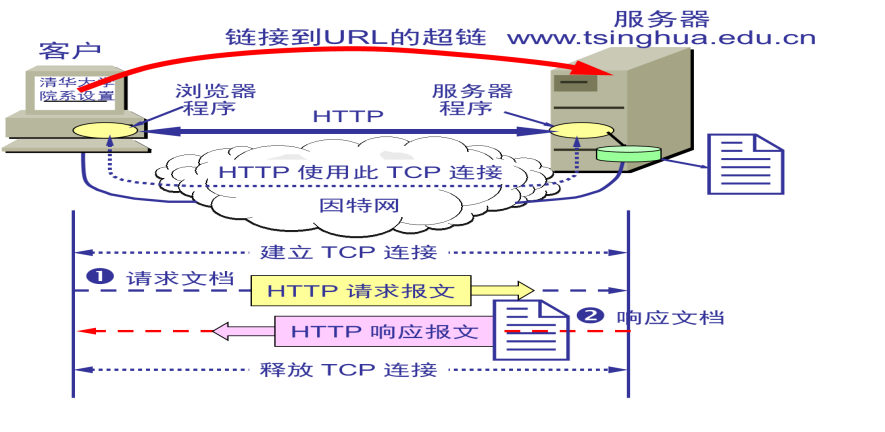 服务器
链接到URL的超链 www.tsinghua.edu.cn
客户
清华大学
院系设置
浏览器
程序
服务器
程序
HTTP
HTTP 使用此 TCP 连接
因特网
建立 TCP 连接
❶ 请求文档
HTTP 请求报文
❷ 响应文档
HTTP 响应报文
释放 TCP 连接